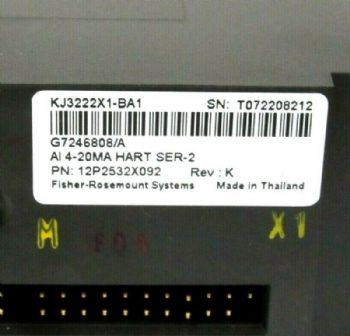 KJ3222X1-BA1 SN: T072208212
G7246808/A
AI 4-20MA HART SER-2
PN: 12P2532X092 Rev: K
Fisher-Rosemount Systems Made in Thailand
M E06 X1